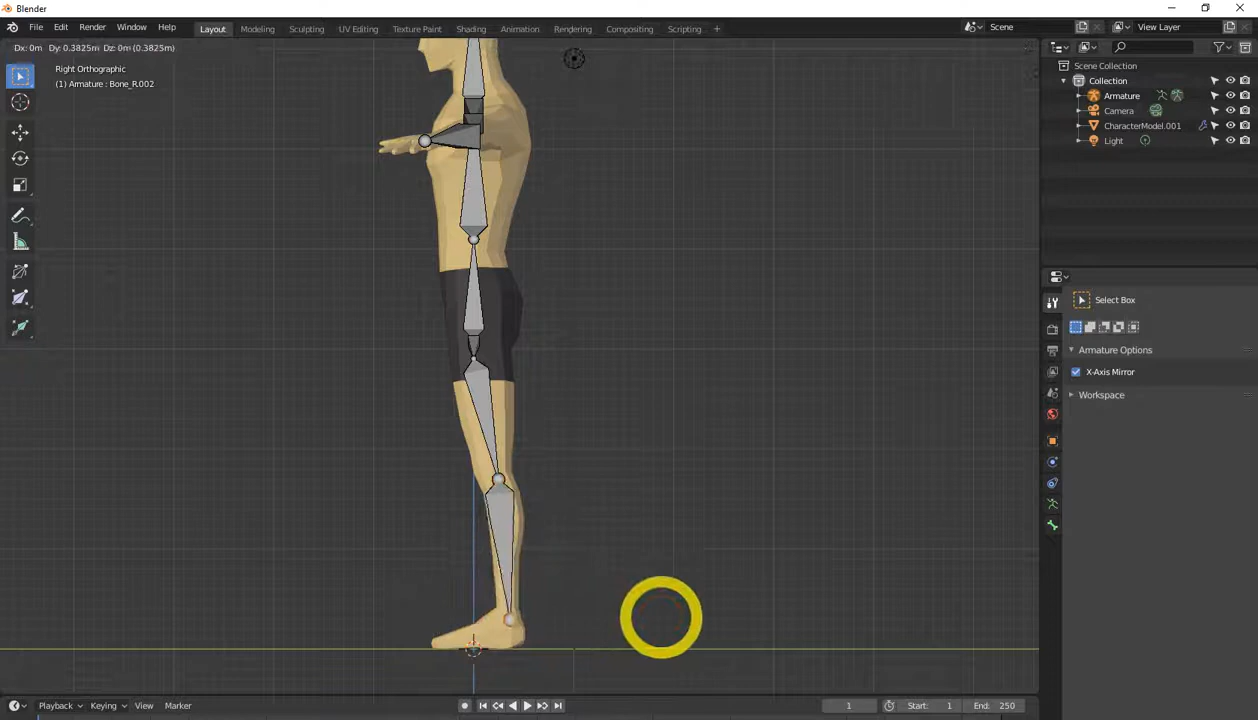 Blender
File Edit Render Window Help Layout Modeling Sculpting UV Editing Texture Paint Shading Animation Rendering Compositing Scripting + Scene View Layer
Dx: 0m Dy: 0.3825m Dz: 0m (0.3825m)
Right Orthographic
(1) Armature : Bone_R.002
Scene Collection
Collection
Armature
Camera
CharacterModel.001
Light
Select Box
Armature Options
X-Axis Mirror
Workspace
Playback Keying View Marker 1 Start: 1 End: 250